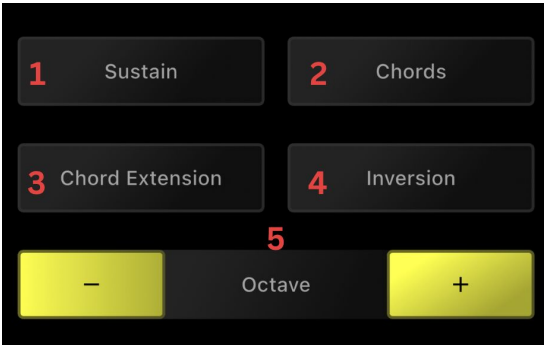 1 Sustain
2 Chords
3 Chord Extension
4 Inversion
5
− Octave +